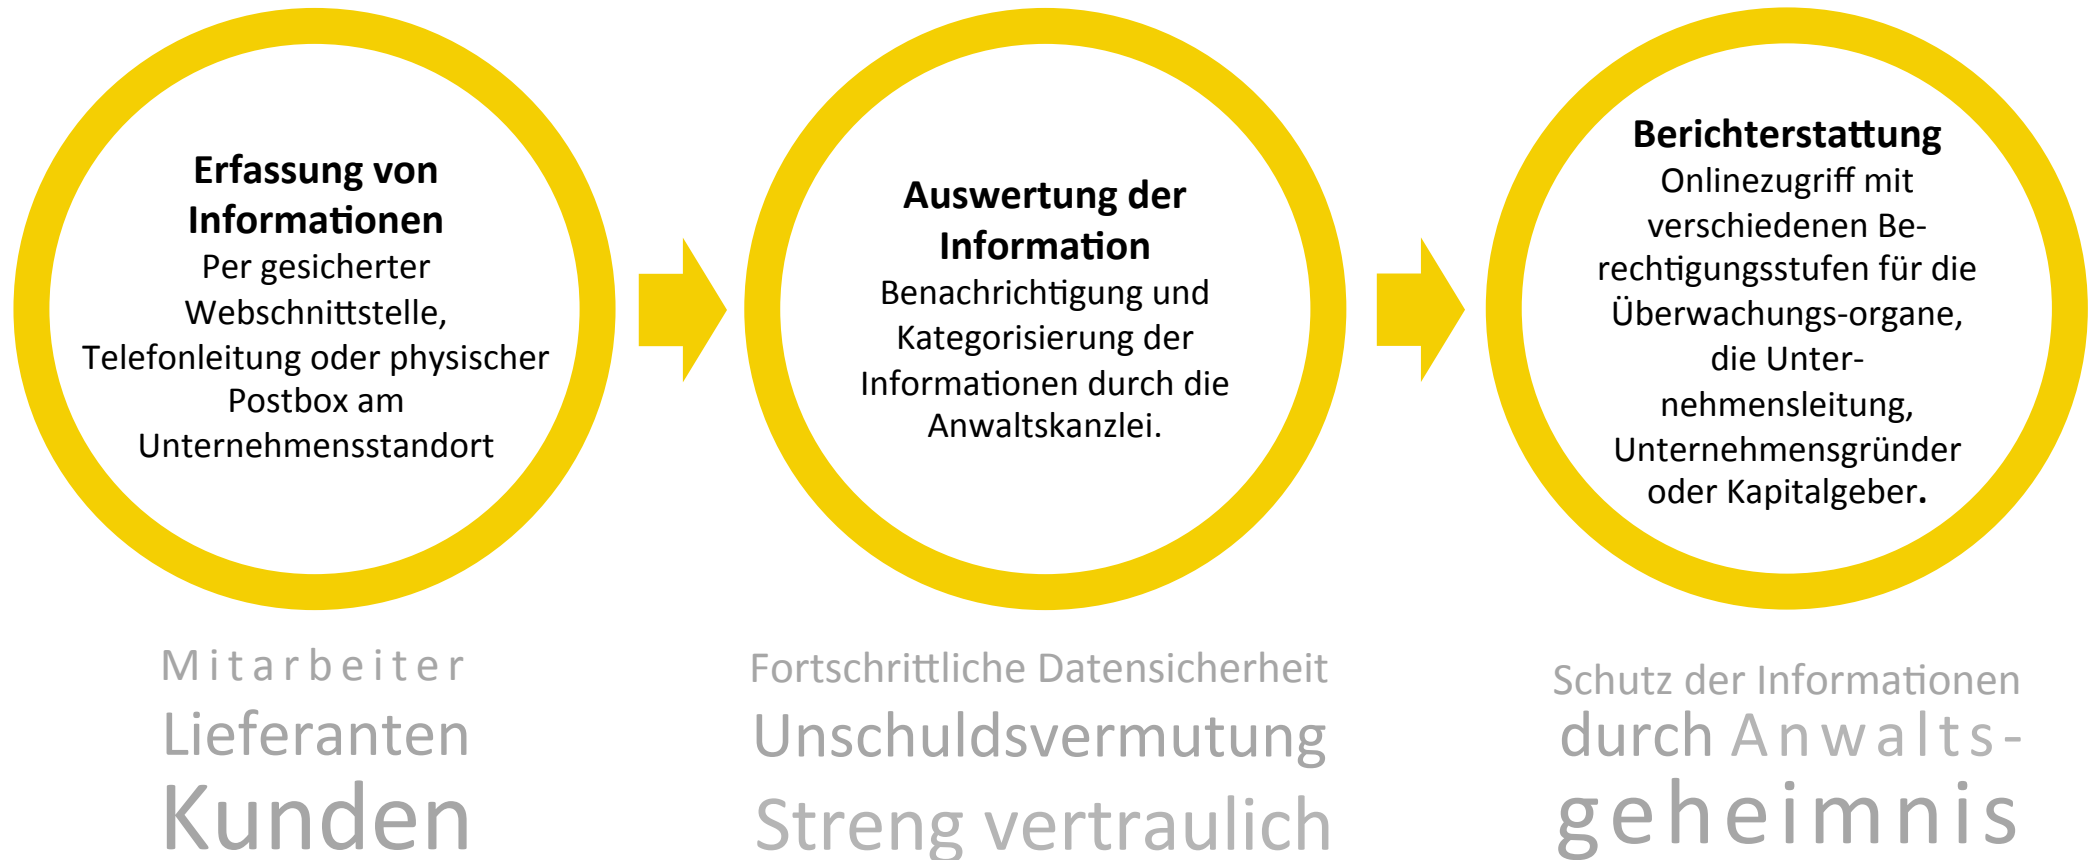 Erfassung von
Informationen
Per gesicherter
Webschnittstelle,
Telefonleitung oder physischer
Postbox am
Unternehmensstandort
Mitarbeiter
Lieferanten
Kunden
Auswertung der
Information
Benachrichtigung und
Kategorisierung der
Informationen durch die
Anwaltskanzlei.
Fortschrittliche Datensicherheit
Unschuldsvermutung
Streng vertraulich
Berichterstattung
Onlinezugriff mit
verschiedenen Be-
rechtigungsstufen für die
Überwachungs-organe,
die Unter-
nehmensleitung,
Unternehmensgründer
oder Kapitalgeber.
Schutz der Informationen
durch Anwalts-
geheimnis